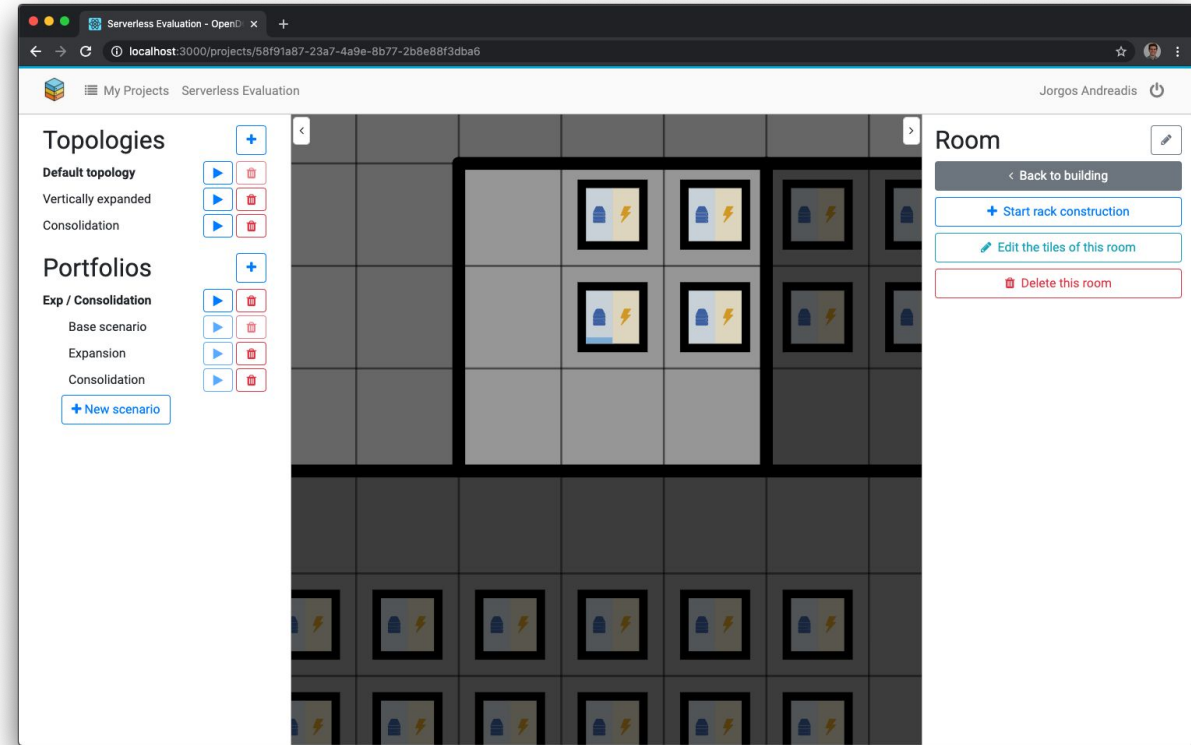 Serverless Evaluation - OpenD
localhost:3000/projects/58f91a87-23a7-4a9e-8b77-2b8e88f3dba6
My Projects Serverless Evaluation
Jorgos Andreadis
Topologies
Default topology
Vertically expanded
Consolidation
Portfolios
Exp / Consolidation
Base scenario
Expansion
Consolidation
+ New scenario
Room
< Back to building
+ Start rack construction
Edit the tiles of this room
Delete this room